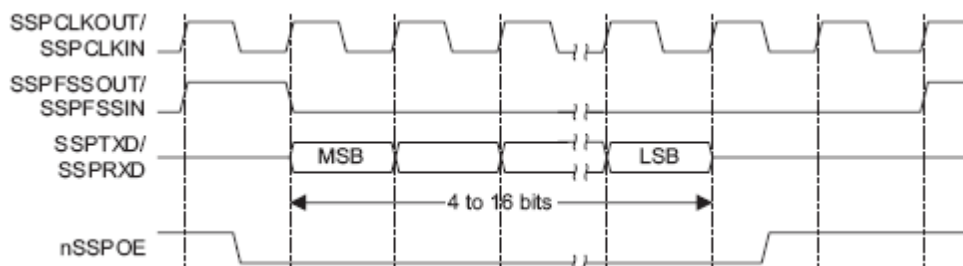 SSPCLKOUT/
SSPCLKIN
SSPFSSOUT/
SSPFSSIN
SSPTXD/
SSPRXD
MSB
LSB
4 to 16 bits
nSSPOE